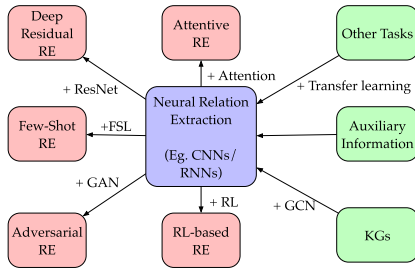 Deep
Residual
RE
Attentive
RE
Other Tasks
+ ResNet
+ Attention
+ Transfer learning
Neural Relation
Extraction
(Eg. CNNs/
RNNs)
Few-Shot
RE
+FSL
Auxiliary
Information
+ GAN
+ RL
+ GCN
Adversarial
RE
RL-based
RE
KGs